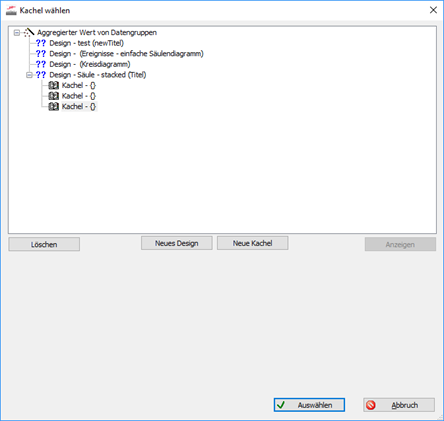 Kachel wählen
Aggregierter Wert von Datengruppen
?? Design - test (newTitel)
?? Design -  (Ereignisse - einfache Säulendiagramm)
?? Design -  (Kreisdiagramm)
?? Design - Säule - stacked (Titel)
Kachel - {}
Kachel - {}
Kachel - {}
Löschen
Neues Design
Neue Kachel
Anzeigen
Auswählen
Abbruch